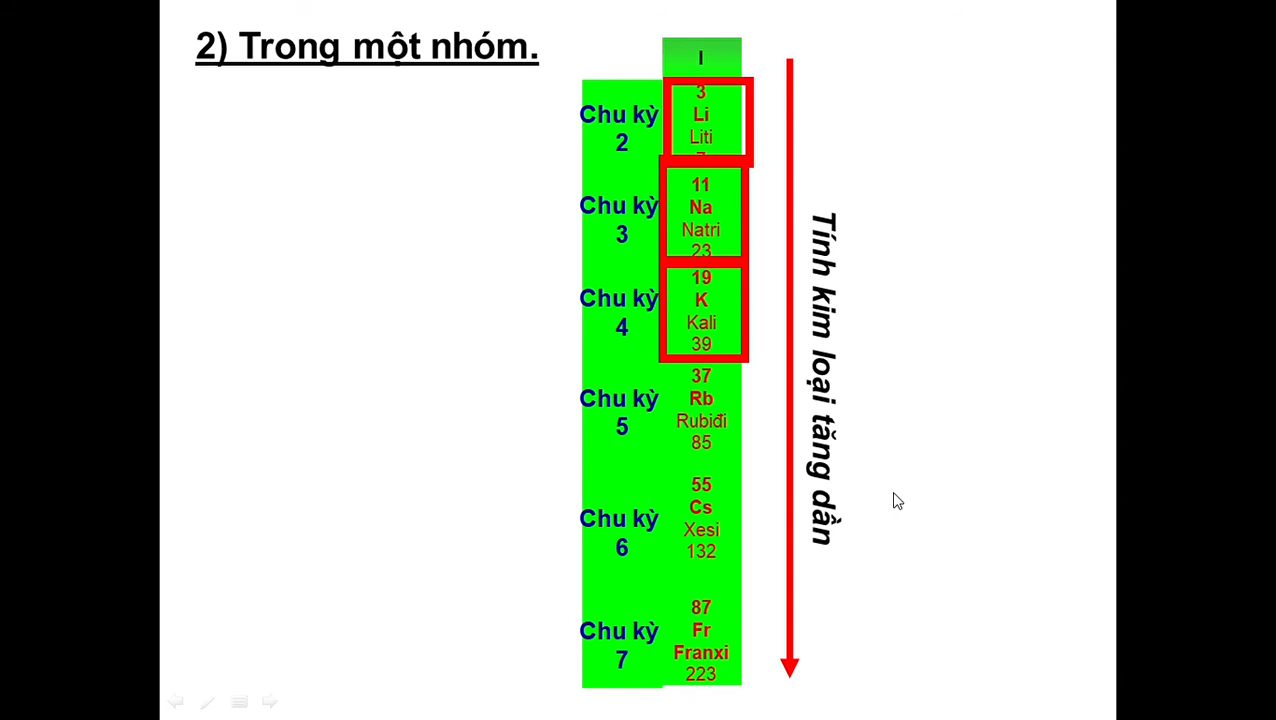 2) Trong một nhóm.
I
Chu kỳ
2
3
Li
Liti
Chu kỳ
3
11
Na
Natri
23
Chu kỳ
4
19
K
Kali
39
Chu kỳ
5
37
Rb
Rubiđi
85
Chu kỳ
6
55
Cs
Xesi
132
Chu kỳ
7
87
Fr
Franxi
223
Tính kim loại tăng dần